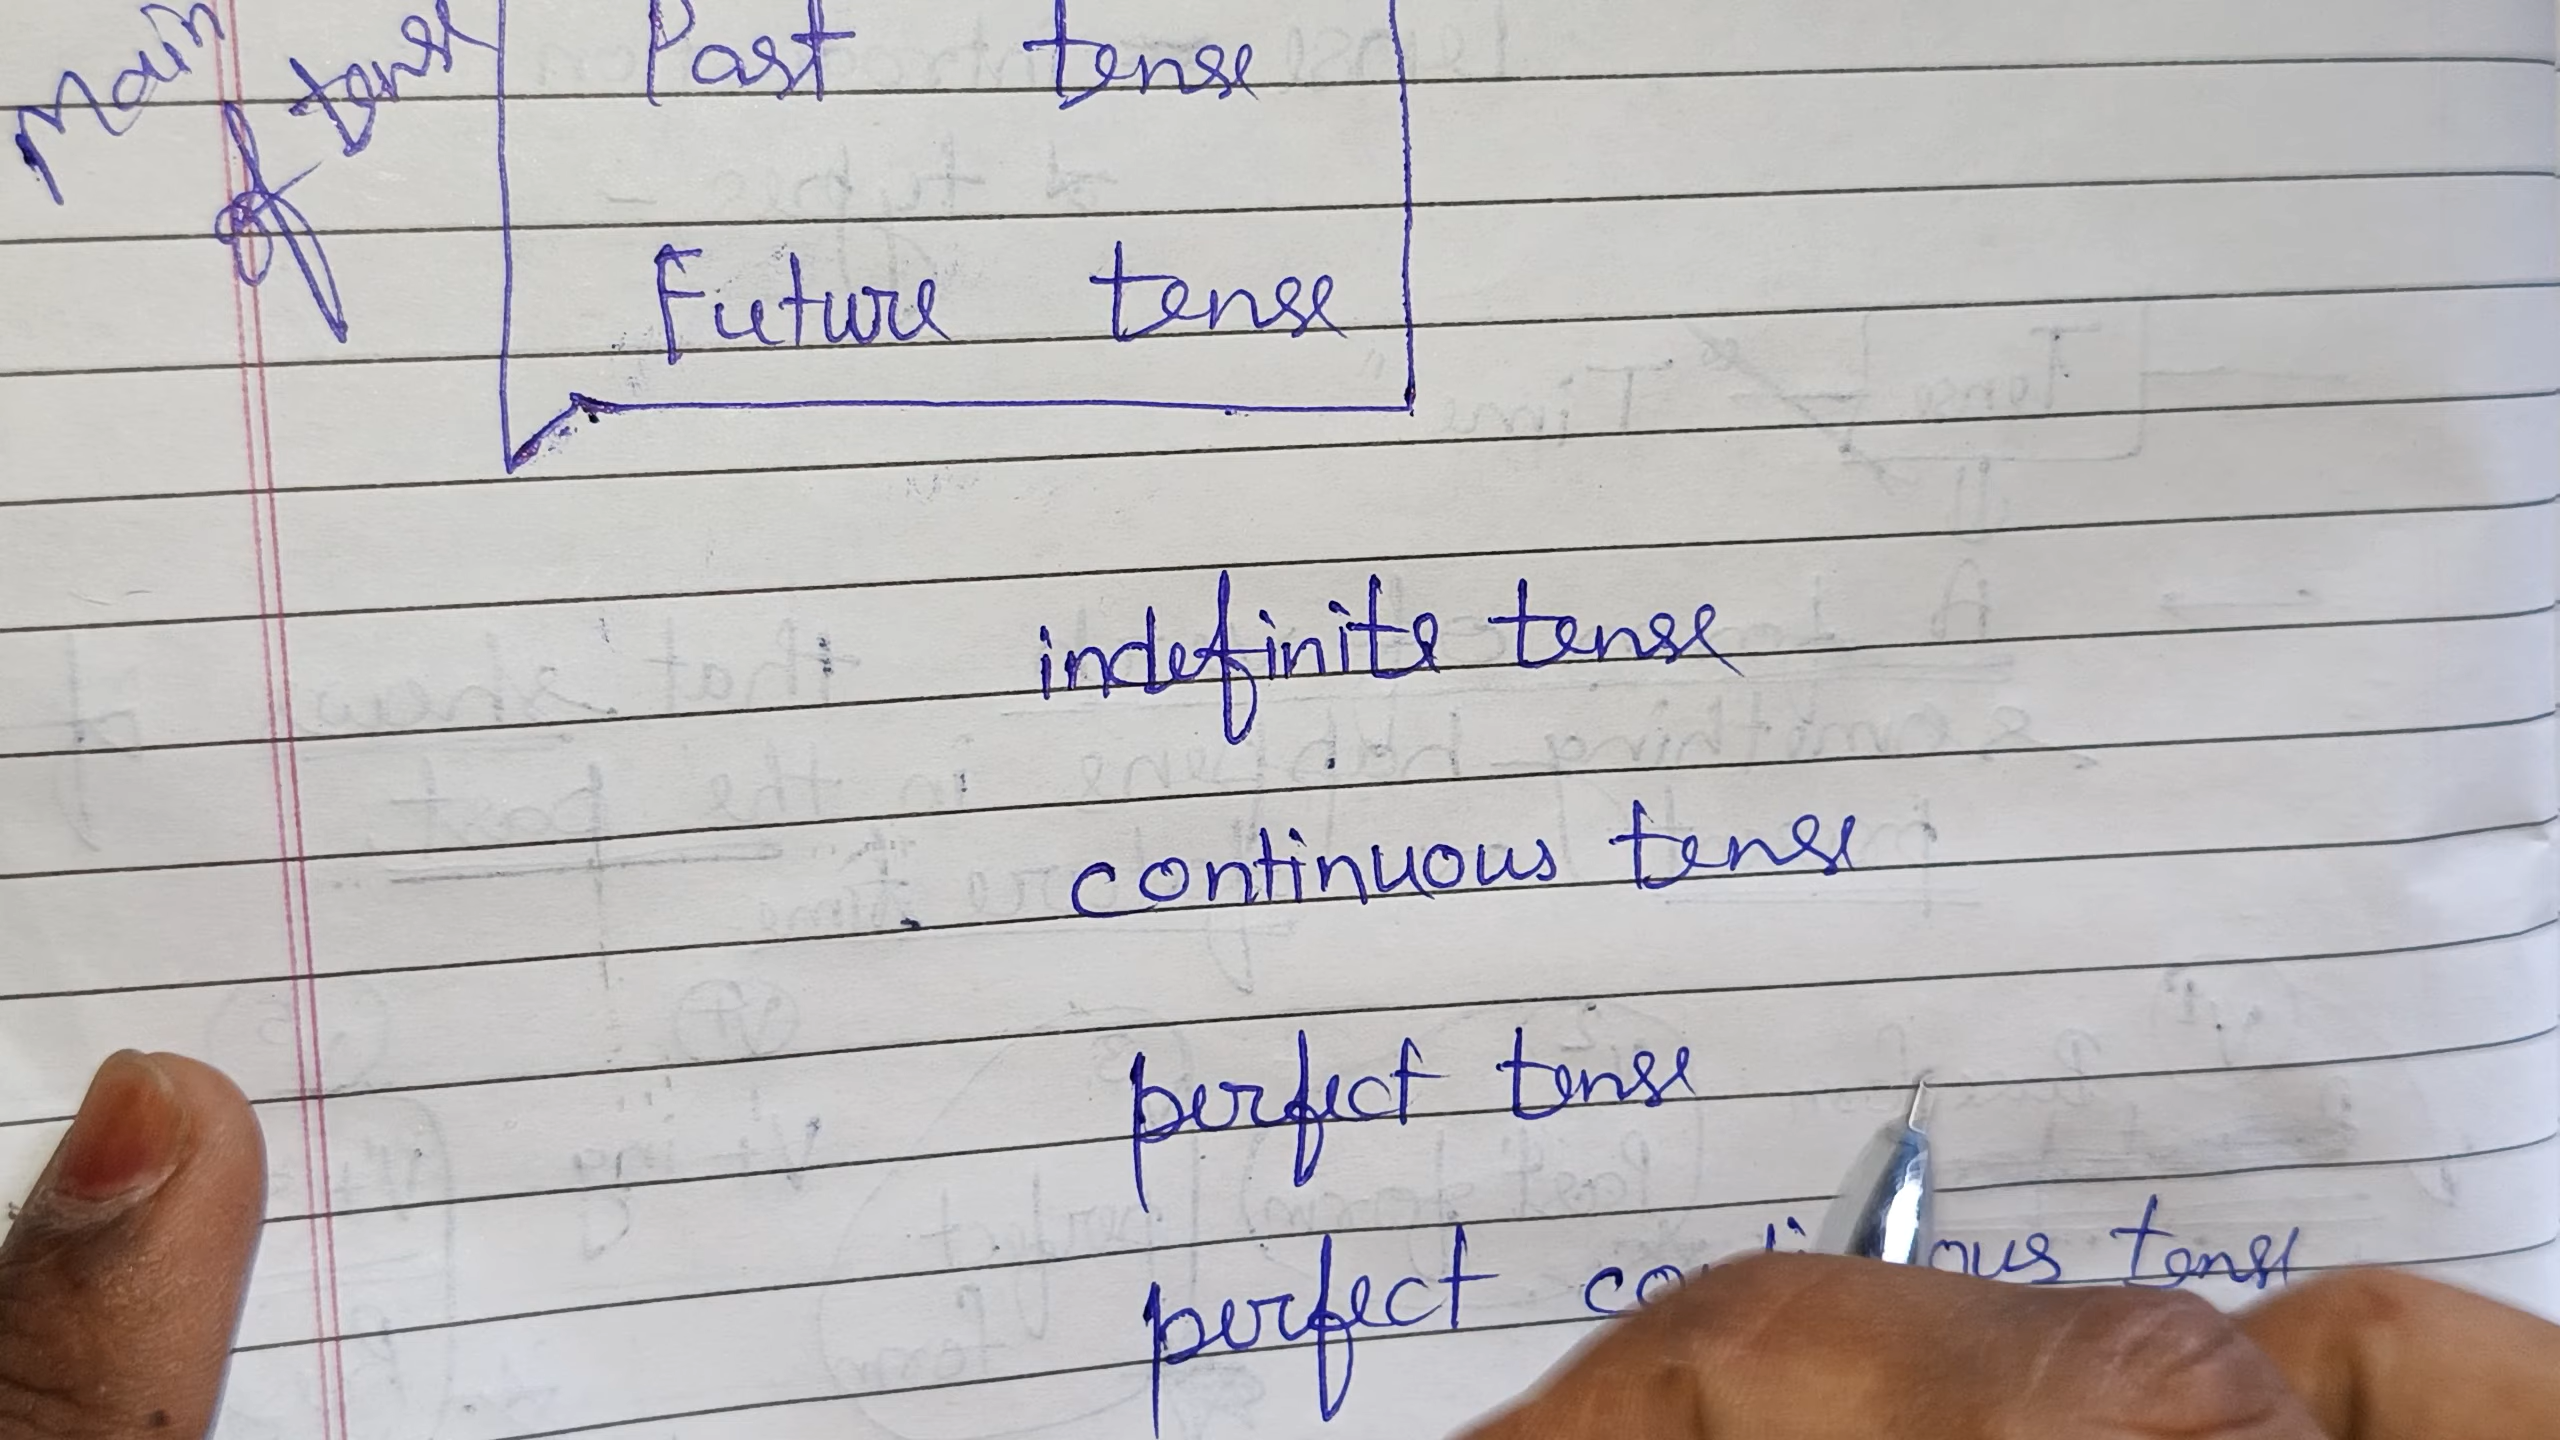 Main
of tense
Past tense
Future tense
indefinite tense
continuous tense
perfect tense
perfect tense